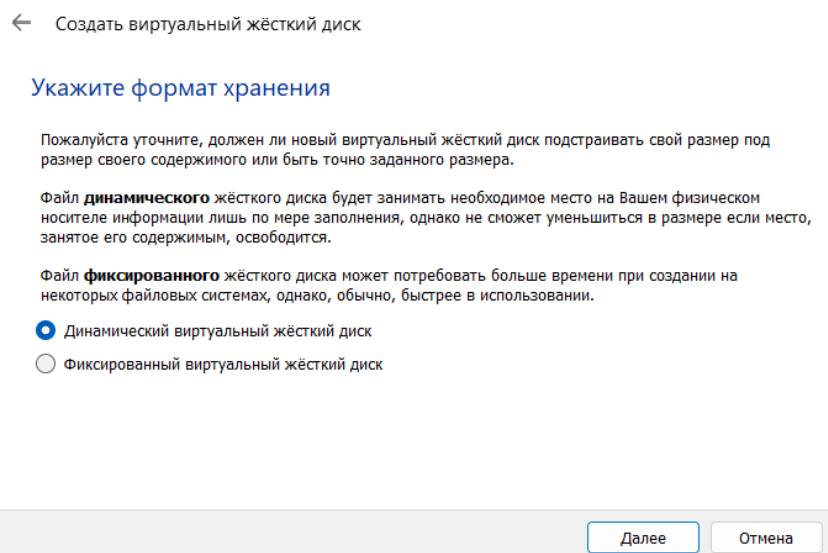 Создать виртуальный жёсткий диск
Укажите формат хранения
Пожалуйста уточните, должен ли новый виртуальный жёсткий диск подстраивать свой размер под
размер своего содержимого или быть точно заданного размера.
Файл динамического жёсткого диска будет занимать необходимое место на Вашем физическом
носителе информации лишь по мере заполнения, однако не сможет уменьшиться в размере если место,
занятое его содержимым, освободится.
Файл фиксированного жёсткого диска может потребовать больше времени при создании на
некоторых файловых системах, однако, обычно, быстрее в использовании.
Динамический виртуальный жёсткий диск
Фиксированный виртуальный жёсткий диск
Далее Отмена